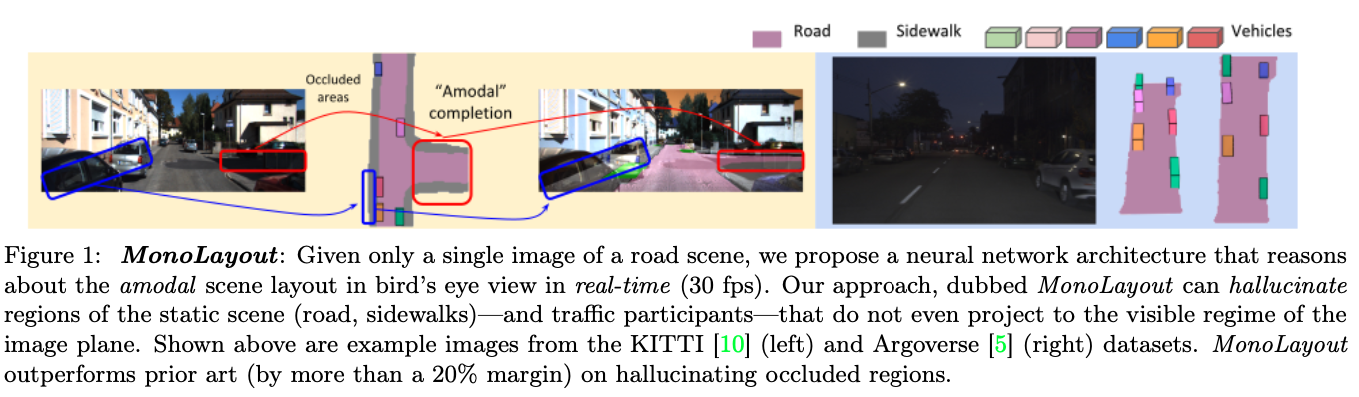 Road Sidewalk Vehicles
Occluded
areas
“Amodal”
completion
Figure 1: MonoLayout: Given only a single image of a road scene, we propose a neural network architecture that reasons
about the amodal scene layout in bird’s eye view in real-time (30 fps). Our approach, dubbed MonoLayout can hallucinate
regions of the static scene (road, sidewalks)—and traffic participants—that do not even project to the visible regime of the
image plane. Shown above are example images from the KITTI [10] (left) and Argoverse [5] (right) datasets. MonoLayout
outperforms prior art (by more than a 20% margin) on hallucinating occluded regions.